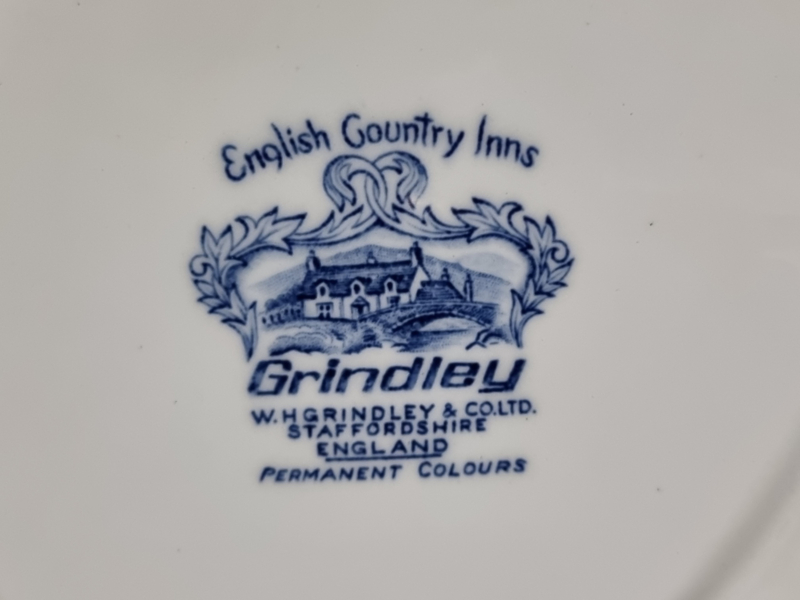 English Country Inns
Grindley
W.H GRINDLEY & CO.LTD.
STAFFORDSHIRE
ENGLAND
PERMANENT COLOURS